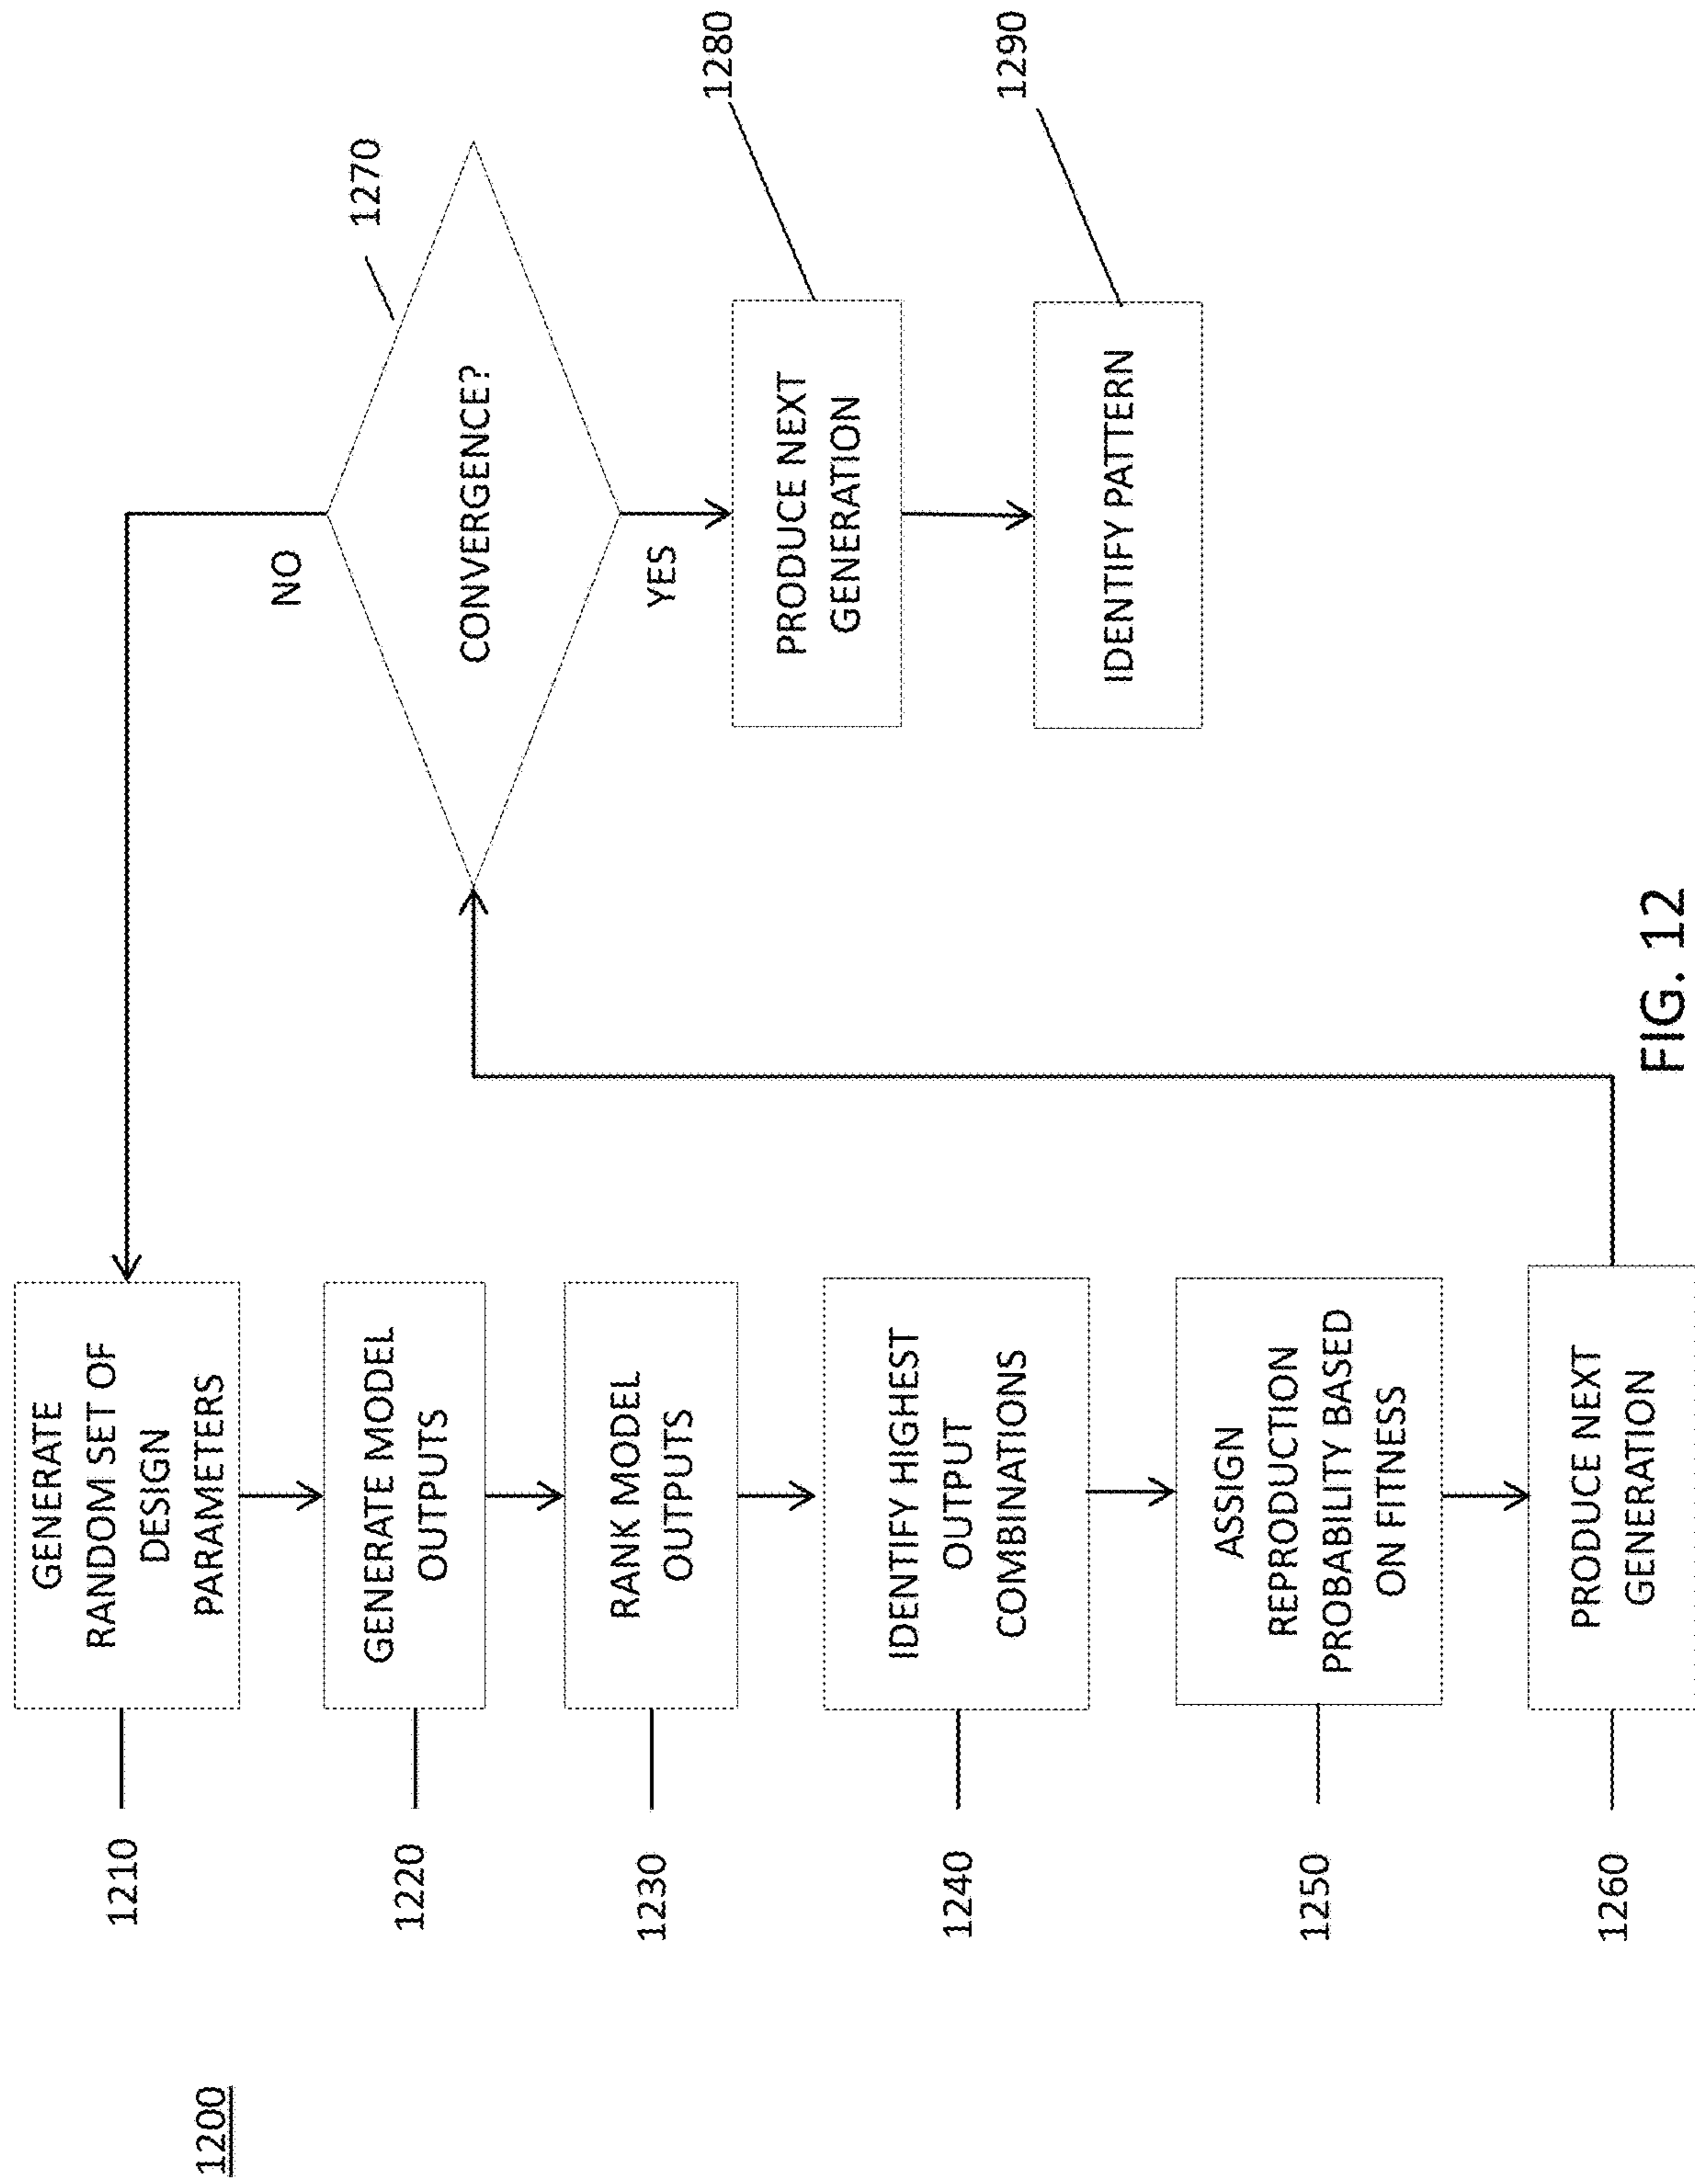 1200
1210
GENERATE
RANDOM SET OF
DESIGN
PARAMETERS
1220
GENERATE MODEL
OUTPUTS
1230
RANK MODEL
OUTPUTS
1240
IDENTIFY HIGHEST
OUTPUT
COMBINATIONS
1250
ASSIGN
REPRODUCTION
PROBABILITY BASED
ON FITNESS
1260
PRODUCE NEXT
GENERATION
NO
1270
CONVERGENCE?
YES
1280
PRODUCE NEXT
GENERATION
1290
IDENTIFY PATTERN
FIG. 12